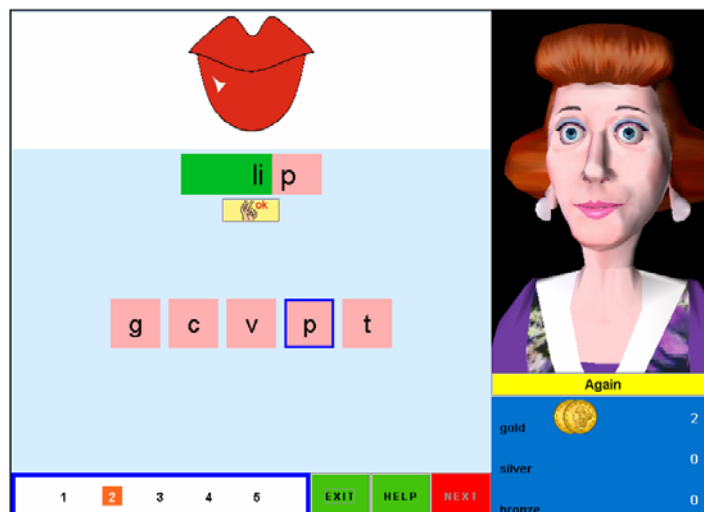 li p
ok
g c v p t
Again
gold 2
silver 0
bronze 0
1 2 3 4 5 EXIT HELP NEXT